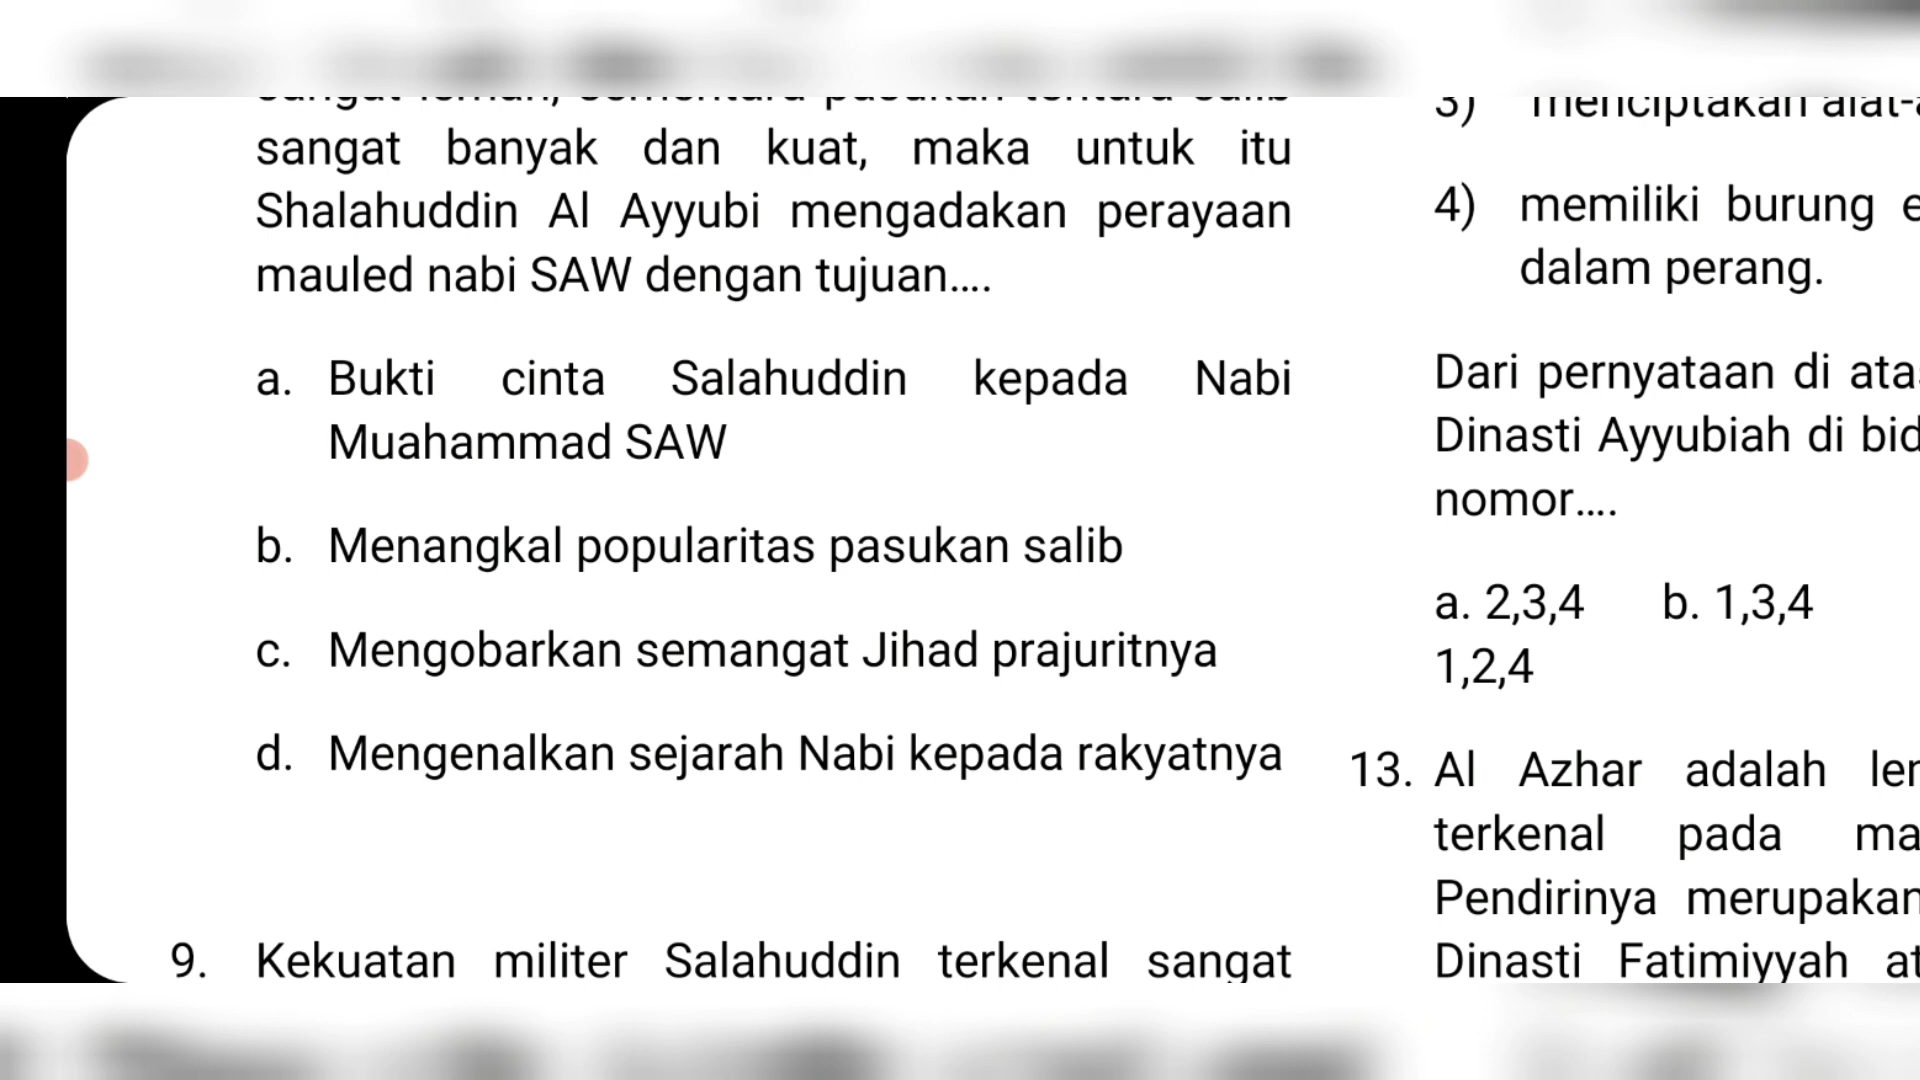 sangat banyak dan kuat, maka untuk itu
Shalahuddin Al Ayyubi mengadakan perayaan
mauled nabi SAW dengan tujuan....
a. Bukti cinta Salahuddin kepada Nabi
Muahammad SAW
b. Menangkal popularitas pasukan salib
c. Mengobarkan semangat Jihad prajuritnya
d. Mengenalkan sejarah Nabi kepada rakyatnya
9. Kekuatan militer Salahuddin terkenal sangat
3) menciptakan alat-
4) memiliki burung
dalam perang.
Dari pernyataan di
Dinasti Ayyubiah di
nomor....
a. 2,3,4 b. 1,3,4
1,2,4
13. Al Azhar adalah
terkenal pada
Pendirinya merupakan
Dinasti Fatimiyyah